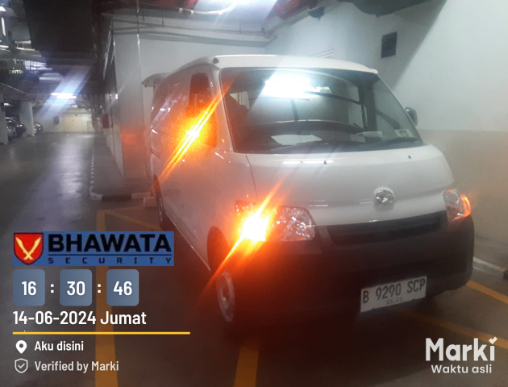 BHAWATA
SECURITY
16 : 30 : 46
14-06-2024 Jumat
Aku disini
Verified by Marki
B 9290 SCP
Marki
Waktu asli